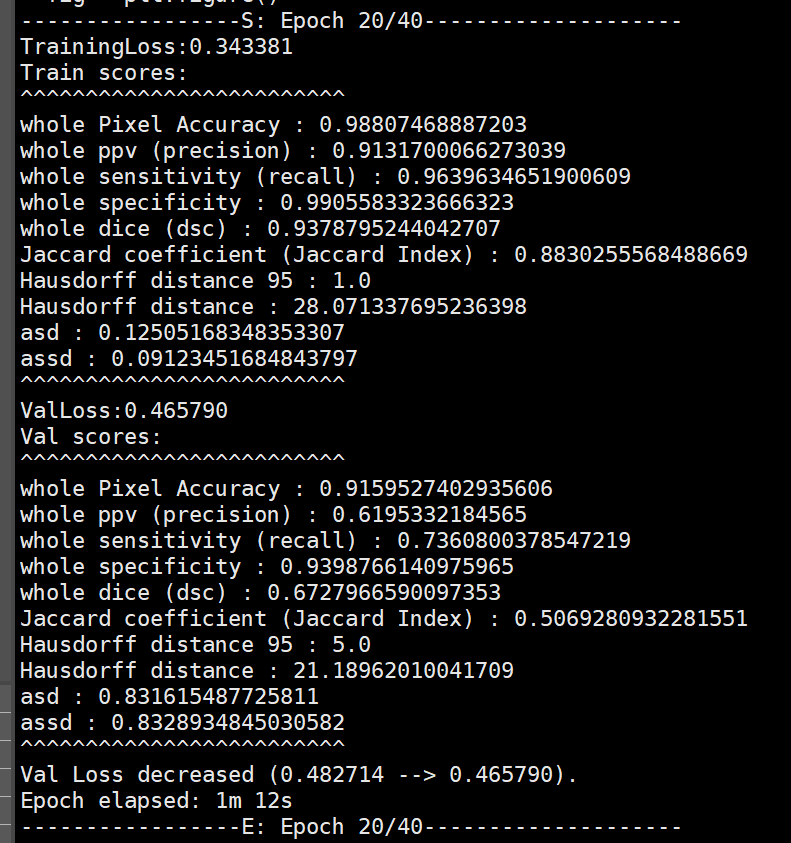 -----------------S: Epoch 20/40--------------------
TrainingLoss:0.343381
Train scores:
^^^^^^^^^^^^^^^^^^^^^^^^^
whole Pixel Accuracy : 0.98807468887203
whole ppv (precision) : 0.9131700066273039
whole sensitivity (recall) : 0.9639634651900609
whole specificity : 0.9905583323666323
whole dice (dsc) : 0.9378795244042707
Jaccard coefficient (Jaccard Index) : 0.8830255568488669
Hausdorff distance 95 : 1.0
Hausdorff distance : 28.071337695236398
asd : 0.12505168348353307
assd : 0.09123451684843797
^^^^^^^^^^^^^^^^^^^^^^^^^
ValLoss:0.465790
Val scores:
^^^^^^^^^^^^^^^^^^^^^^^^^
whole Pixel Accuracy : 0.9159527402935606
whole ppv (precision) : 0.6195332184565
whole sensitivity (recall) : 0.7360800378547219
whole specificity : 0.9398766140975965
whole dice (dsc) : 0.6727966590097353
Jaccard coefficient (Jaccard Index) : 0.5069280932281551
Hausdorff distance 95 : 5.0
Hausdorff distance : 21.18962010041709
asd : 0.831615487725811
assd : 0.8328934845030582
^^^^^^^^^^^^^^^^^^^^^^^^^
Val Loss decreased (0.482714 --> 0.465790).
Epoch elapsed: 1m 12s
-----------------E: Epoch 20/40--------------------